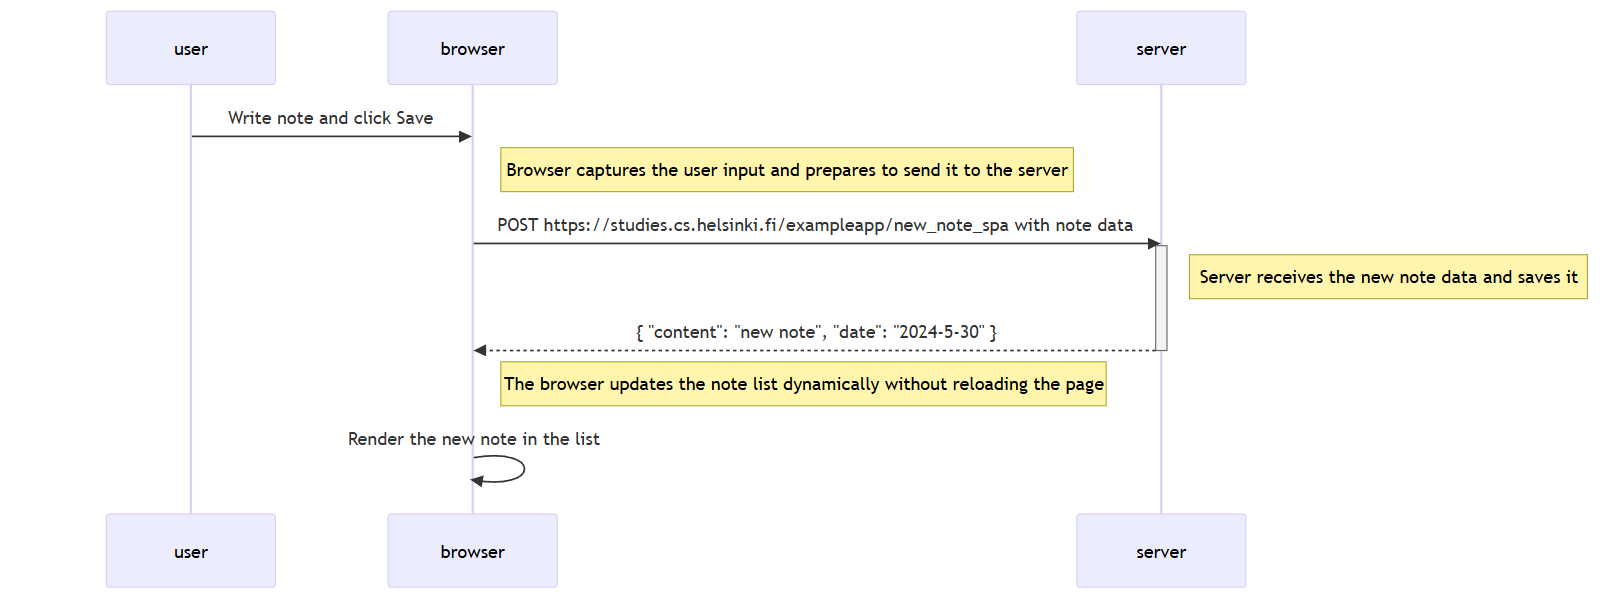 user
browser
server
Write note and click Save
Browser captures the user input and prepares to send it to the server
POST https://studies.cs.helsinki.fi/exampleapp/new_note_spa with note data
Server receives the new note data and saves it
{ "content": "new note", "date": "2024-5-30" }
The browser updates the note list dynamically without reloading the page
Render the new note in the list
user
browser
server